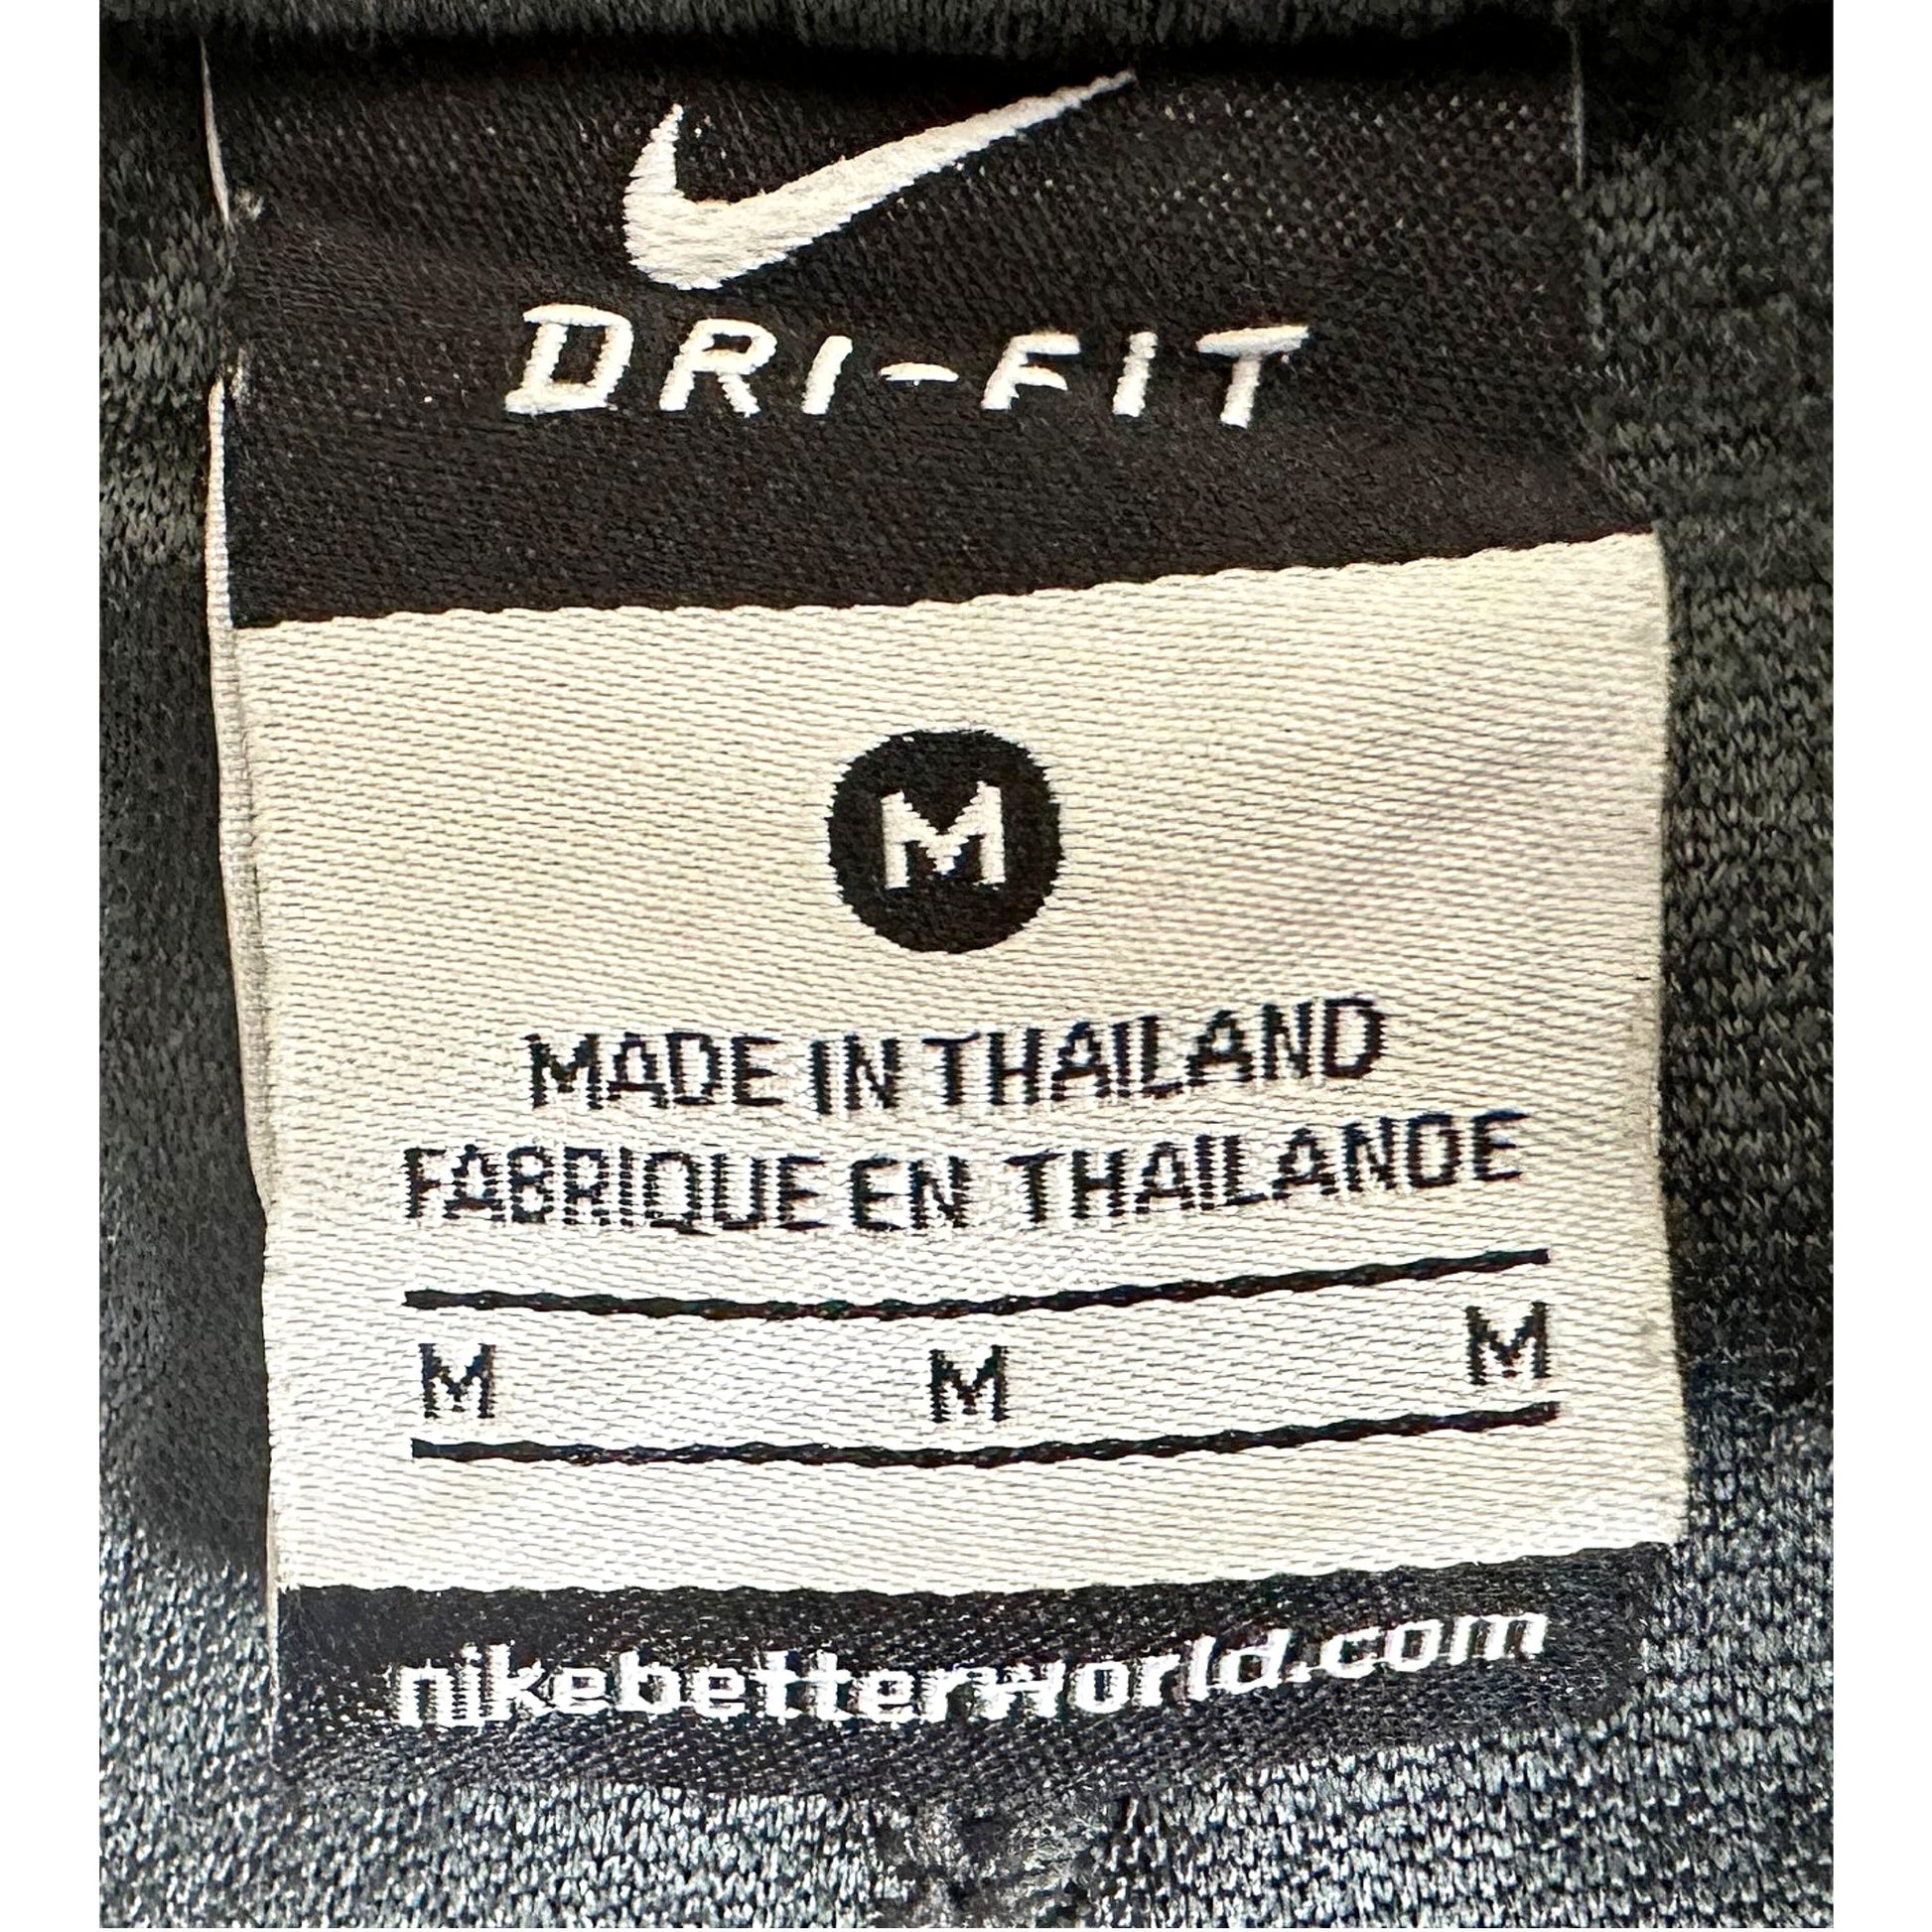 DRI-FIT
M
MADE IN THAILAND
FABRIQUE EN THAILANDE
M M M
nikebetterworld.com